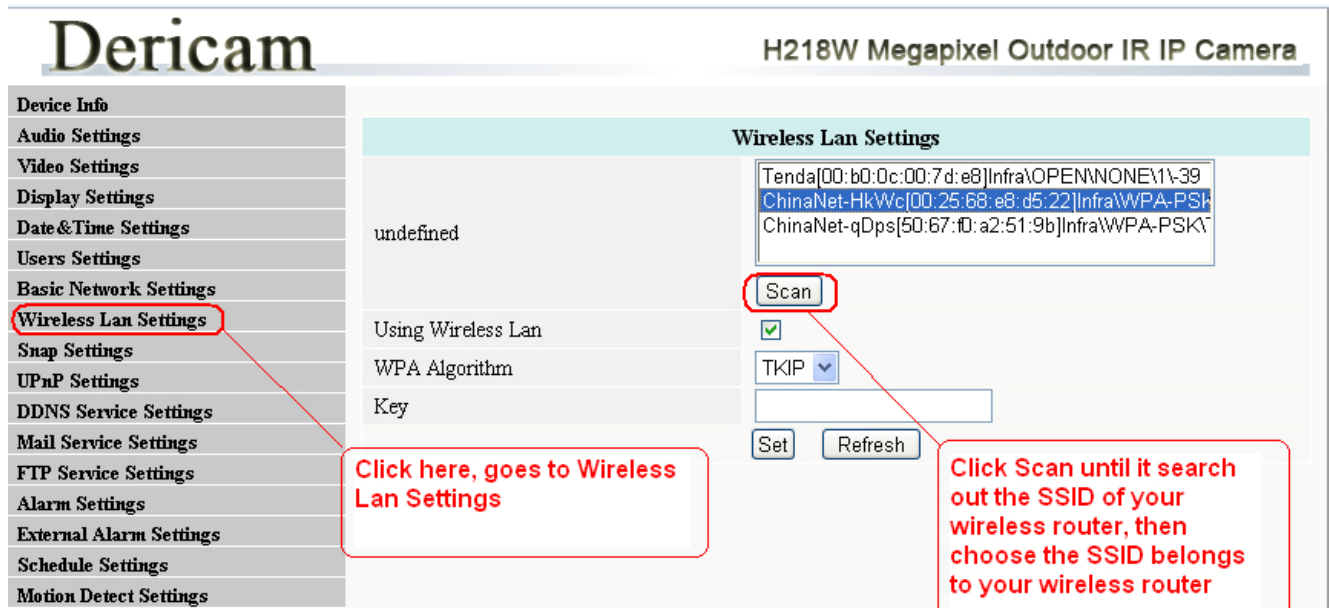 Dericam
H218W Megapixel Outdoor IR IP Camera
Device Info
Audio Settings
Video Settings
Display Settings
Date&Time Settings
Users Settings
Basic Network Settings
Wireless Lan Settings
Snap Settings
UPnP Settings
DDNS Service Settings
Mail Service Settings
FTP Service Settings
Alarm Settings
External Alarm Settings
Schedule Settings
Motion Detect Settings
Wireless Lan Settings
undefined
Tenda[00:b0:0c:00:7d:e8]Infra\OPEN\NONE\1\-39
ChinaNet-HkWc[00:25:68:e8:d5:22]Infra\WPA-PSK
ChinaNet-qDps[50:67:f0:a2:51:9b]Infra\WPA-PSK\
Scan
Using Wireless Lan
WPA Algorithm
TKIP
Key
Set
Refresh
Click here, goes to Wireless
Lan Settings
Click Scan until it search
out the SSID of your
wireless router, then
choose the SSID belongs
to your wireless router